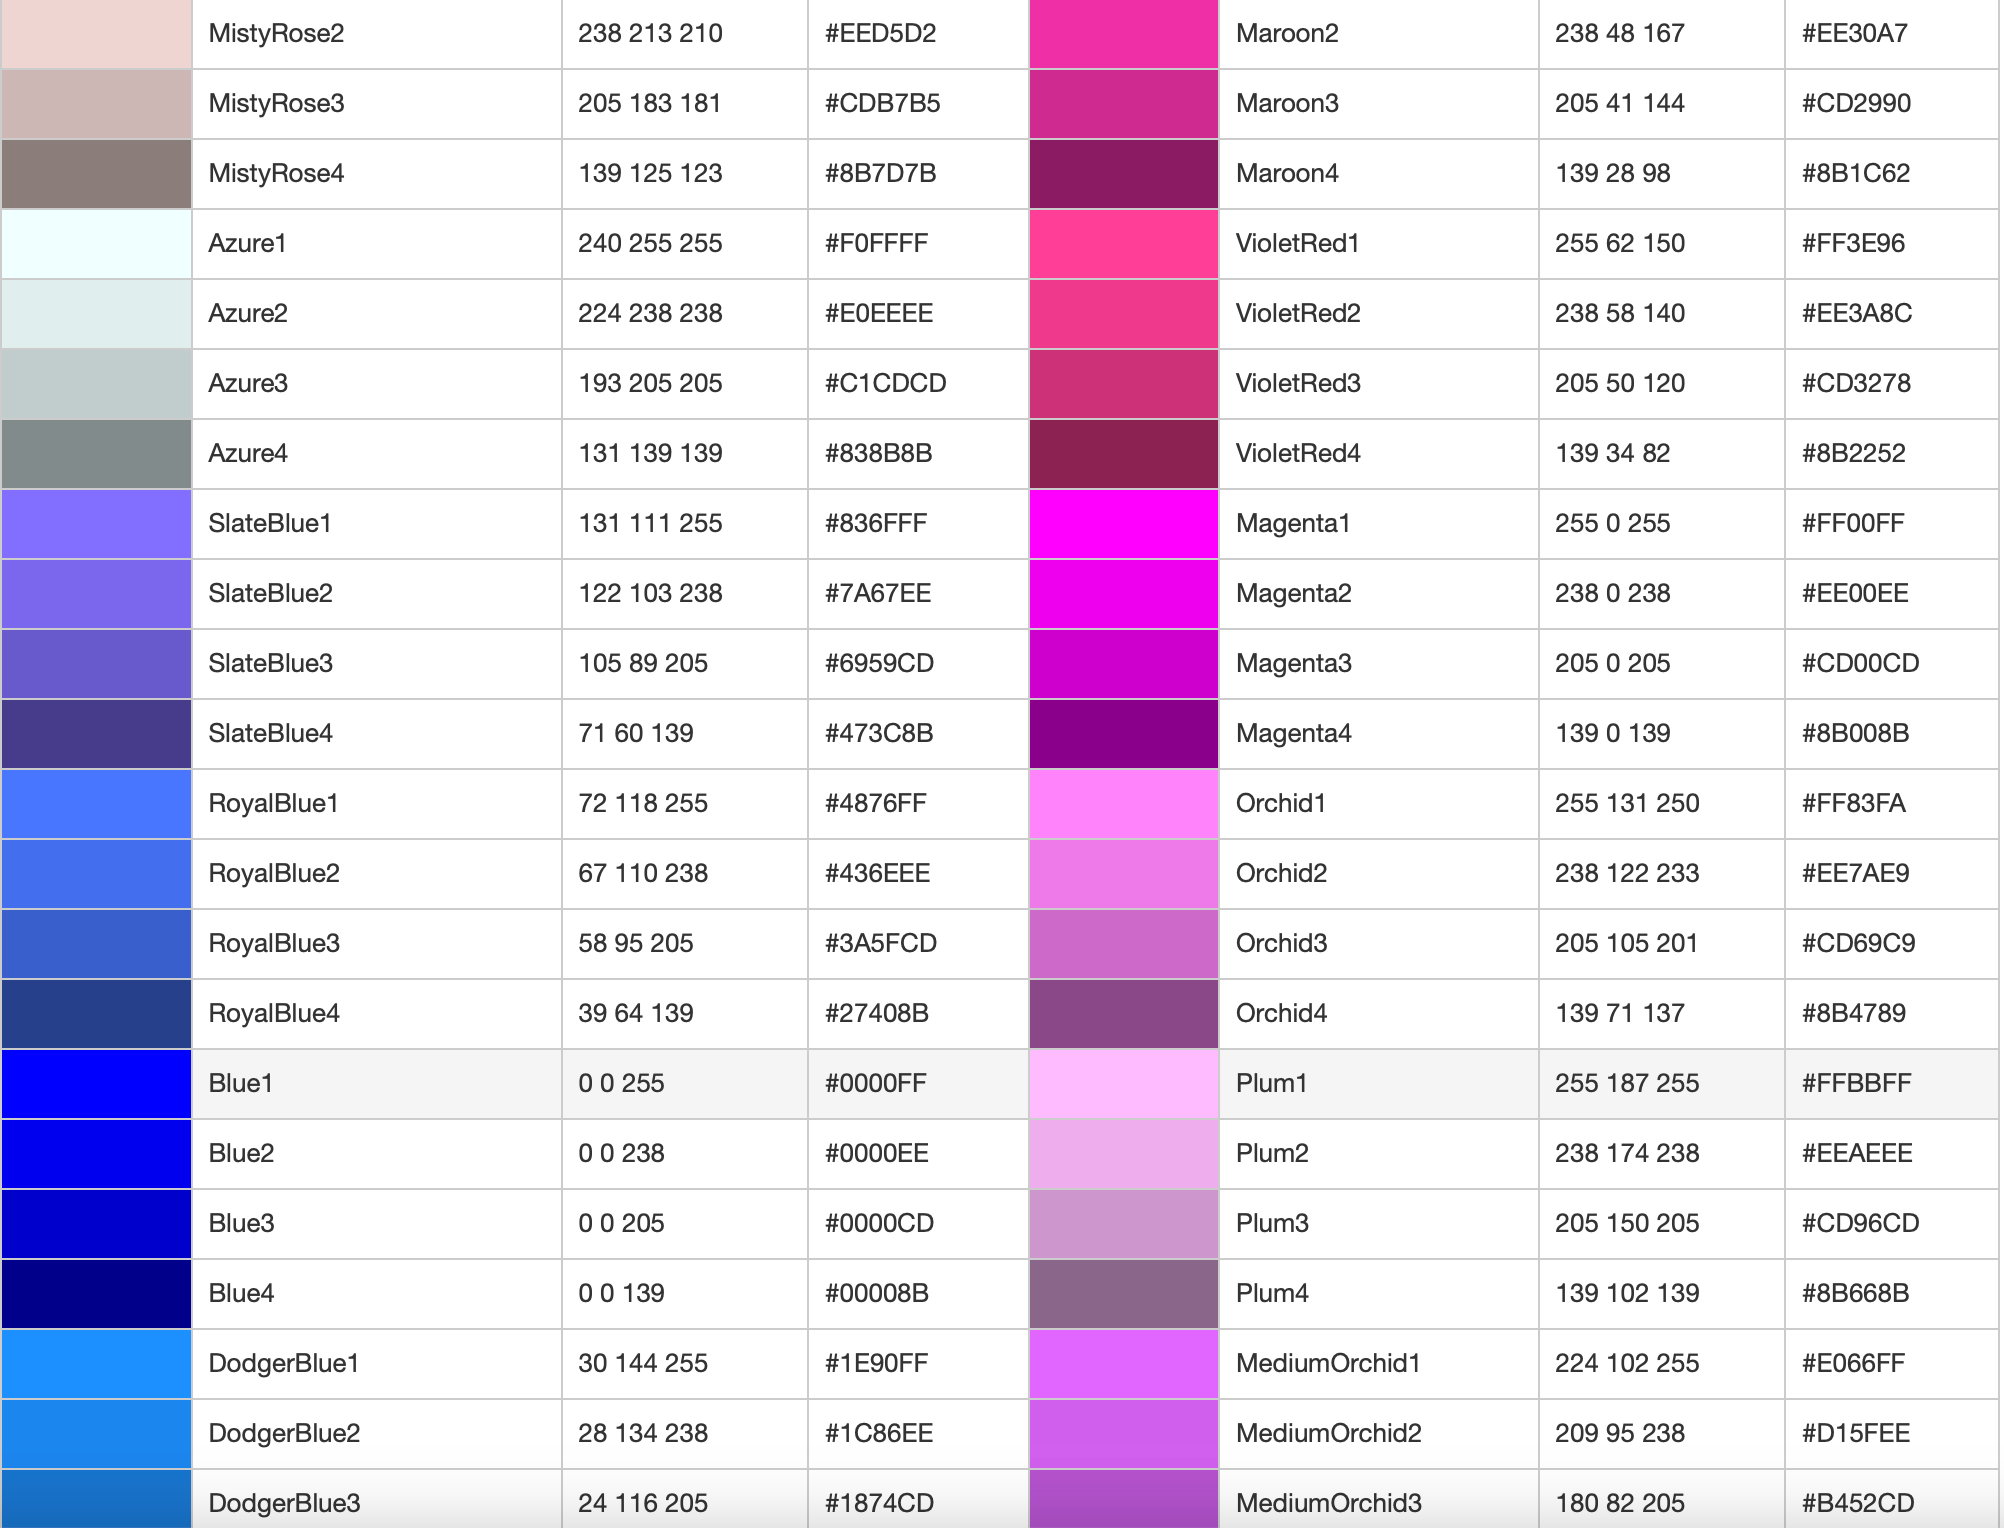 MistyRose2 238 213 210 #EED5D2 Maroon2 238 48 167 #EE30A7
MistyRose3 205 183 181 #CDB7B5 Maroon3 205 41 144 #CD2990
MistyRose4 139 125 123 #8B7D7B Maroon4 139 28 98 #8B1C62
Azure1 240 255 255 #F0FFFF VioletRed1 255 62 150 #FF3E96
Azure2 224 238 238 #E0EEEE VioletRed2 238 58 140 #EE3A8C
Azure3 193 205 205 #C1CDCD VioletRed3 205 50 120 #CD3278
Azure4 131 139 139 #838B8B VioletRed4 139 34 82 #8B2252
SlateBlue1 131 111 255 #836FFF Magenta1 255 0 255 #FF00FF
SlateBlue2 122 103 238 #7A67EE Magenta2 238 0 238 #EE00EE
SlateBlue3 105 89 205 #6959CD Magenta3 205 0 205 #CD00CD
SlateBlue4 71 60 139 #473C8B Magenta4 139 0 139 #8B008B
RoyalBlue1 72 118 255 #4876FF Orchid1 255 131 250 #FF83FA
RoyalBlue2 67 110 238 #436EEE Orchid2 238 122 233 #EE7AE9
RoyalBlue3 58 95 205 #3A5FCD Orchid3 205 105 201 #CD69C9
RoyalBlue4 39 64 139 #27408B Orchid4 139 71 137 #8B4789
Blue1 0 0 255 #0000FF Plum1 255 187 255 #FFBBFF
Blue2 0 0 238 #0000EE Plum2 238 174 238 #EEAEEE
Blue3 0 0 205 #0000CD Plum3 205 150 205 #CD96CD
Blue4 0 0 139 #00008B Plum4 139 102 139 #8B668B
DodgerBlue1 30 144 255 #1E90FF MediumOrchid1 224 102 255 #E066FF
DodgerBlue2 28 134 238 #1C86EE MediumOrchid2 209 95 238 #D15FEE
DodgerBlue3 24 116 205 #1874CD MediumOrchid3 180 82 205 #B452CD